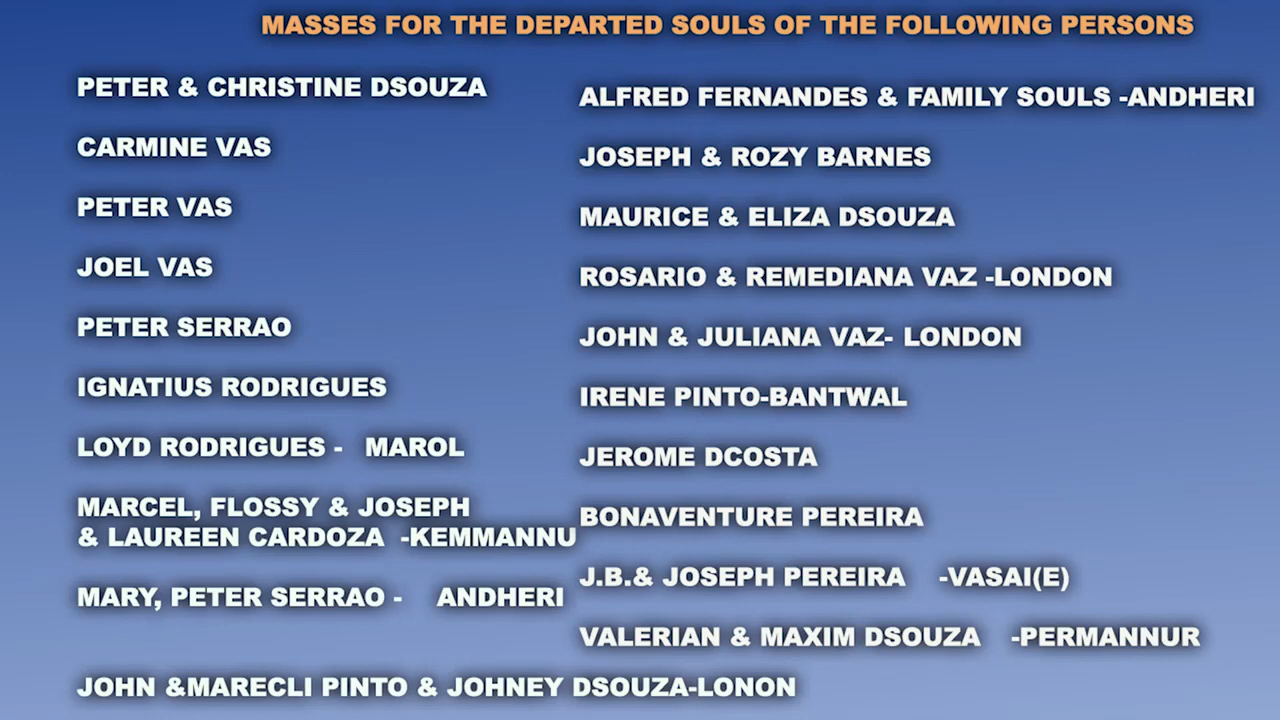 MASSES FOR THE DEPARTED SOULS OF THE FOLLOWING PERSONS
PETER & CHRISTINE DSOUZA
CARMINE VAS
PETER VAS
JOEL VAS
PETER SERRAO
IGNATIUS RODRIGUES
LOYD RODRIGUES - MAROL
MARCEL, FLOSSY & JOSEPH
& LAUREEN CARDOZA -KEMMANNU
MARY, PETER SERRAO - ANDHERI
ALFRED FERNANDES & FAMILY SOULS -ANDHERI
JOSEPH & ROZY BARNES
MAURICE & ELIZA DSOUZA
ROSARIO & REMEDIANA VAZ -LONDON
JOHN & JULIANA VAZ- LONDON
IRENE PINTO-BANTWAL
JEROME DCOSTA
BONAVENTURE PEREIRA
J.B.& JOSEPH PEREIRA -VASAI(E)
VALERIAN & MAXIM DSOUZA -PERMANNUR
JOHN &MARECLI PINTO & JOHNEY DSOUZA-LONON